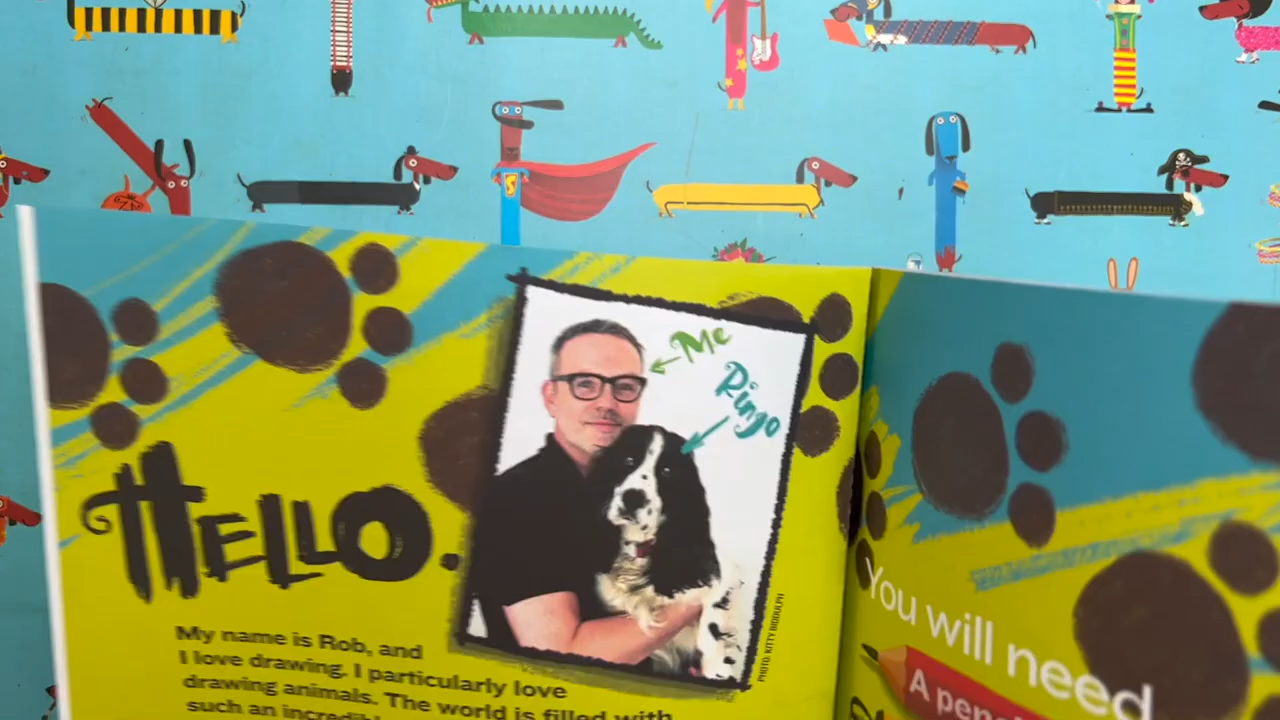 Me
Ringo
HELLO.
My name is Rob, and
I love drawing. I particularly love
drawing animals. The world is filled with
such an
PHOTO: KITTY BIDDULPH
You will need
A
S